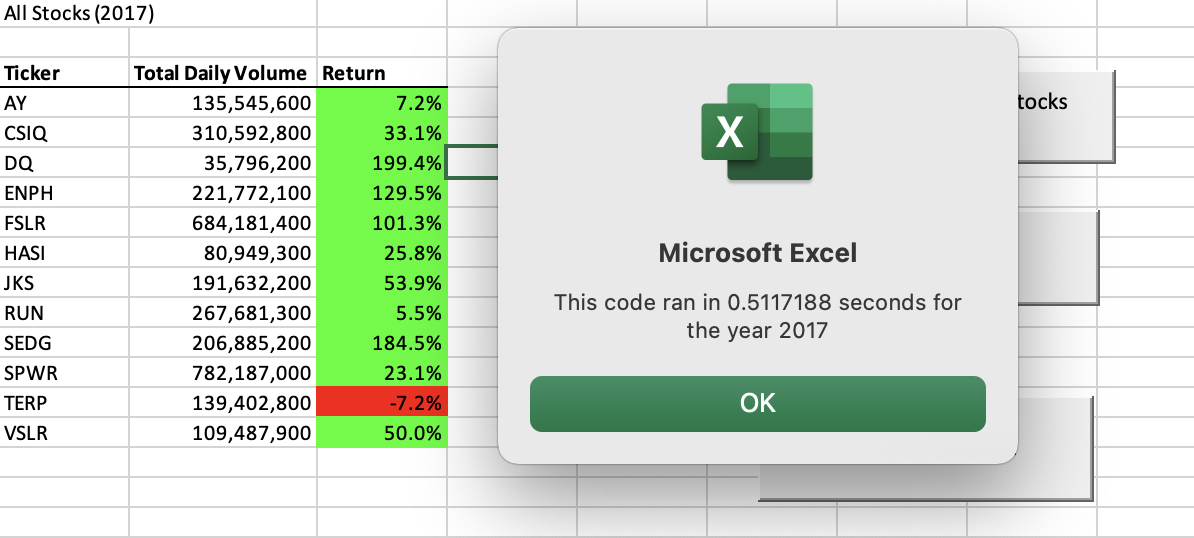 All Stocks (2017)
Ticker Total Daily Volume Return
AY 135,545,600 7.2%
CSIQ 310,592,800 33.1%
DQ 35,796,200 199.4%
ENPH 221,772,100 129.5%
FSLR 684,181,400 101.3%
HASI 80,949,300 25.8%
JKS 191,632,200 53.9%
RUN 267,681,300 5.5%
SEDG 206,885,200 184.5%
SPWR 782,187,000 23.1%
TERP 139,402,800 -7.2%
VSLR 109,487,900 50.0%
X
Microsoft Excel
This code ran in 0.5117188 seconds for
the year 2017
OK
tocks